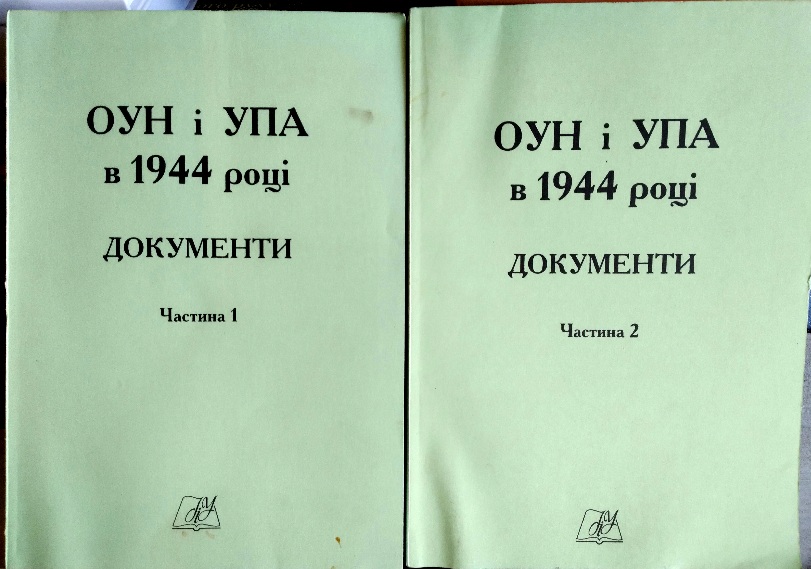 ОУН і УПА
в 1944 році
ДОКУМЕНТИ
Частина 1
ОУН і УПА
в 1944 році
ДОКУМЕНТИ
Частина 2